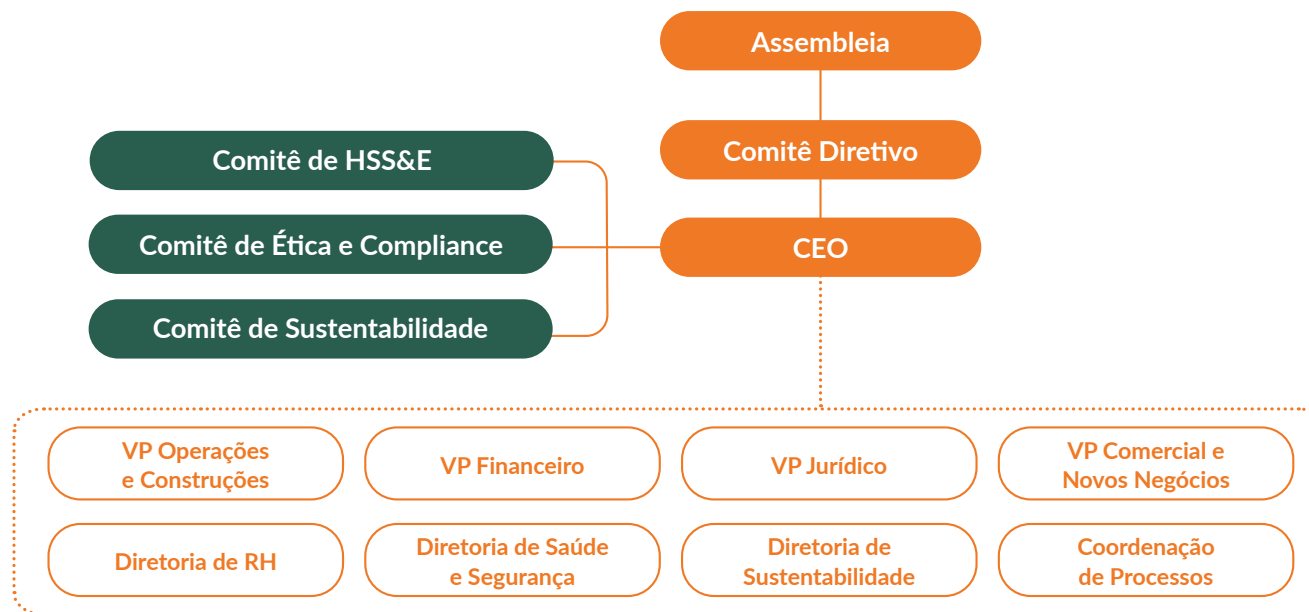 Assembleia
Comitê Diretivo
CEO
Comitê de HSS&E
Comitê de Ética e Compliance
Comitê de Sustentabilidade
VP Operações
e Construções
VP Financeiro
VP Jurídico
VP Comercial e
Novos Negócios
Diretoria de RH
Diretoria de Saúde
e Segurança
Diretoria de
Sustentabilidade
Coordenação
de Processos